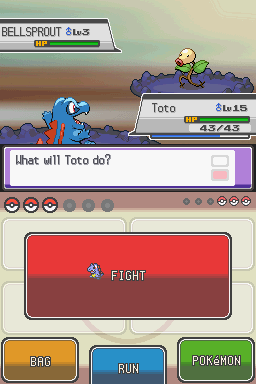 BELLSPROUT ♂Lv3
HP
Toto ♂Lv15
HP
43/43
What will Toto do?
FIGHT
BAG
RUN
POKéMON